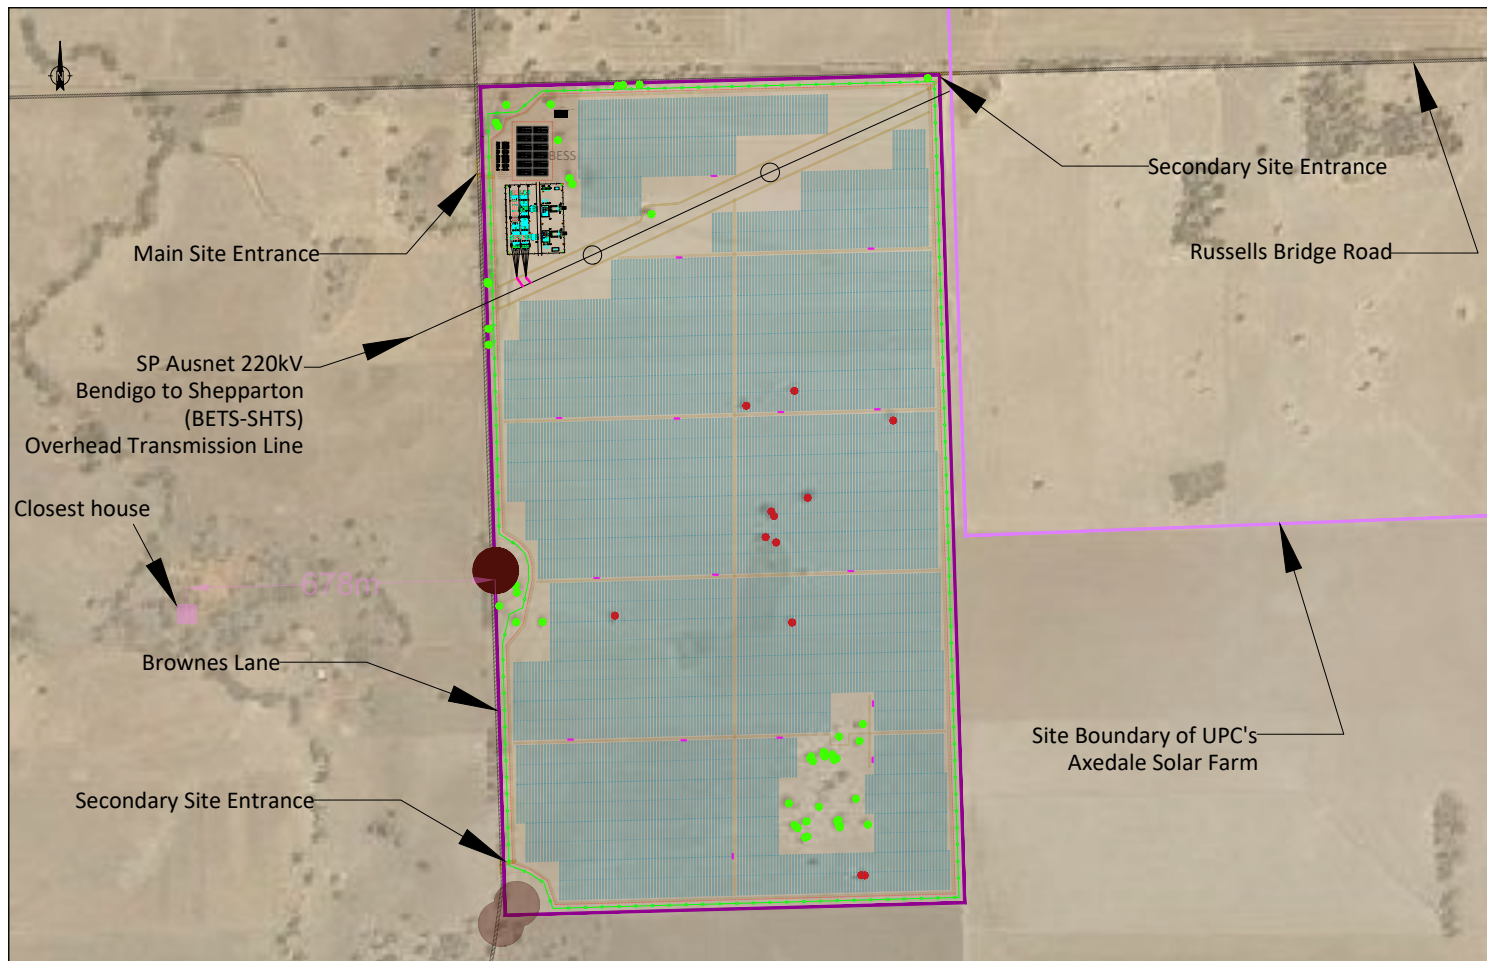 N
BESS
Secondary Site Entrance
Main Site Entrance
Russells Bridge Road
SP Ausnet 220kV
Bendigo to Shepparton
(BETS-SHTS)
Overhead Transmission Line
Closest house
678m
Brownes Lane
Site Boundary of UPC's
Axedale Solar Farm
Secondary Site Entrance